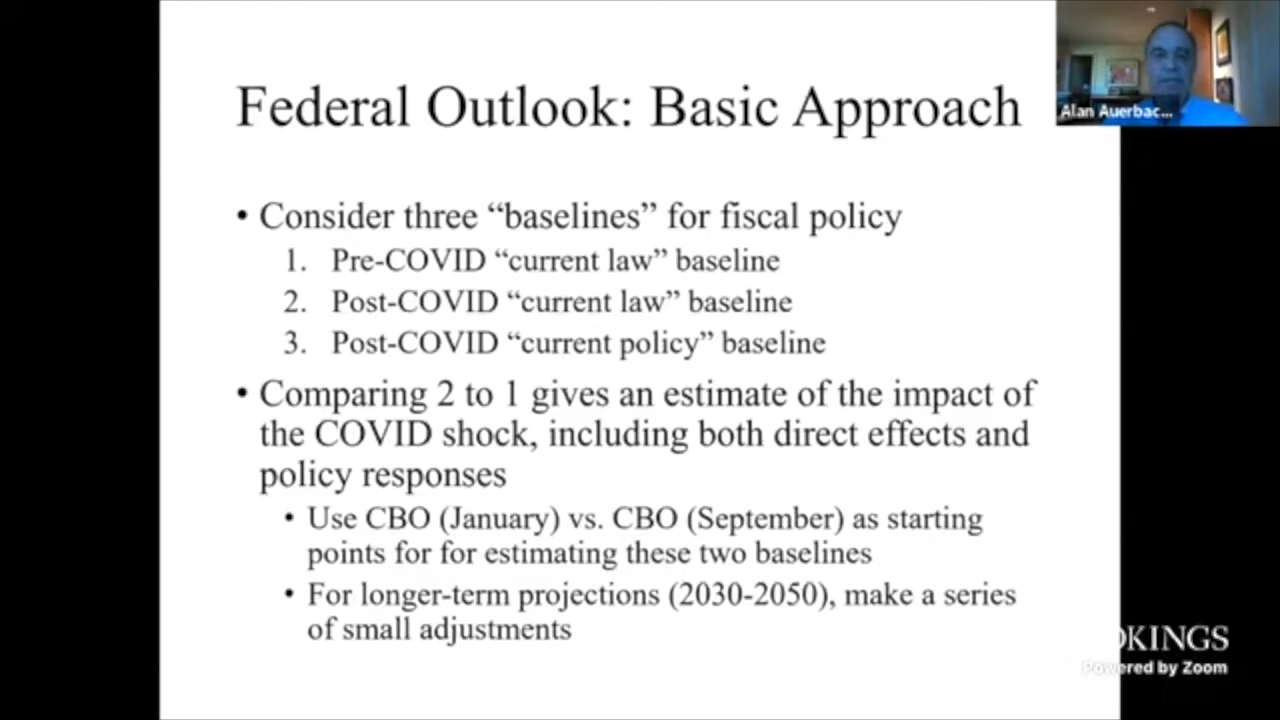 Federal Outlook: Basic Approach
Alan Auerbac...
• Consider three “baselines” for fiscal policy
1. Pre-COVID “current law” baseline
2. Post-COVID “current law” baseline
3. Post-COVID “current policy” baseline
• Comparing 2 to 1 gives an estimate of the impact of
the COVID shock, including both direct effects and
policy responses
• Use CBO (January) vs. CBO (September) as starting
points for for estimating these two baselines
• For longer-term projections (2030-2050), make a series
of small adjustments
OKINGS
Powered by Zoom